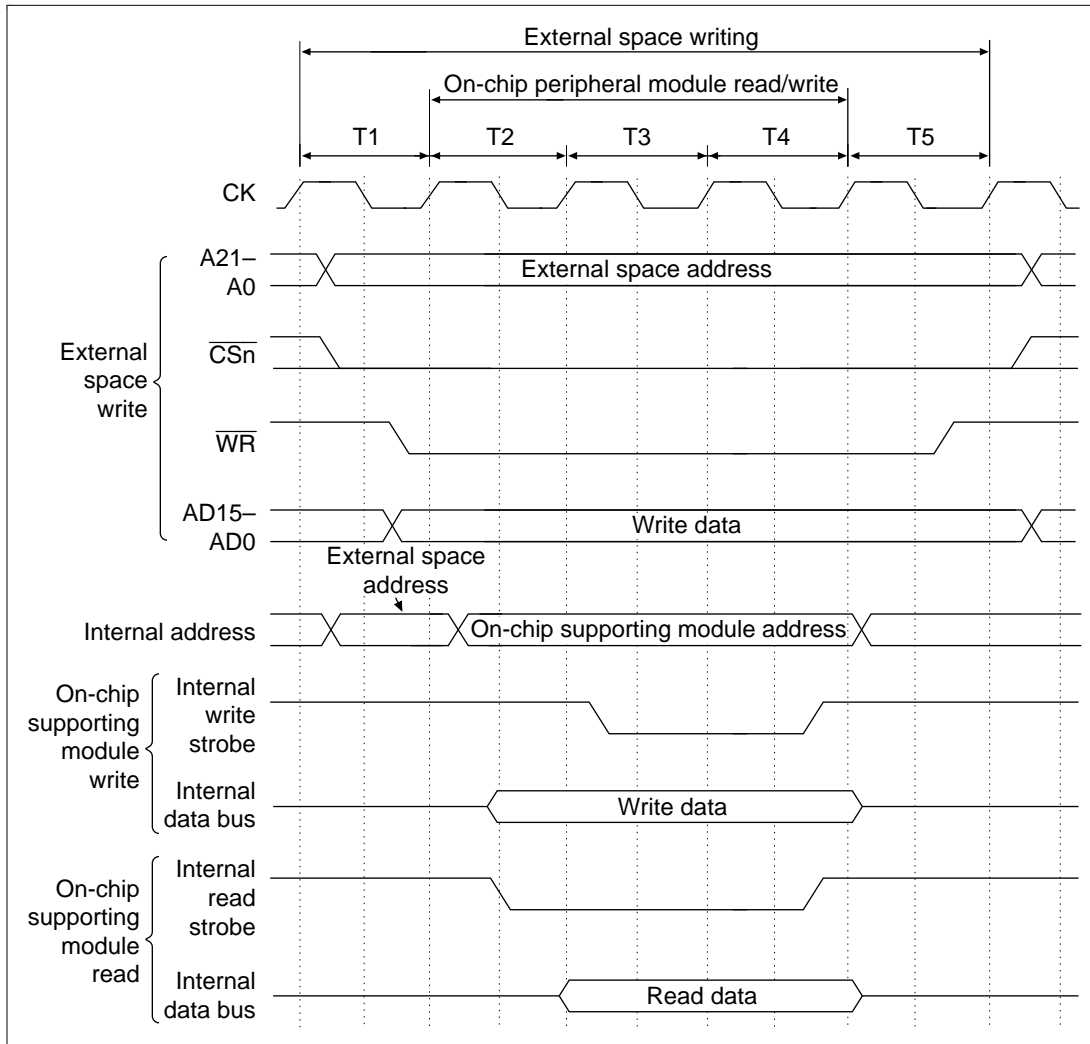 External space writing
On-chip peripheral module read/write
T1 T2 T3 T4 T5
CK
A21–
A0
External space address
External
space
write
CSn
WR
AD15–
AD0
Write data
External space
address
Internal address
On-chip supporting module address
On-chip
supporting
module
write
Internal
write
strobe
Internal
data bus
Write data
On-chip
supporting
module
read
Internal
read
strobe
Internal
data bus
Read data